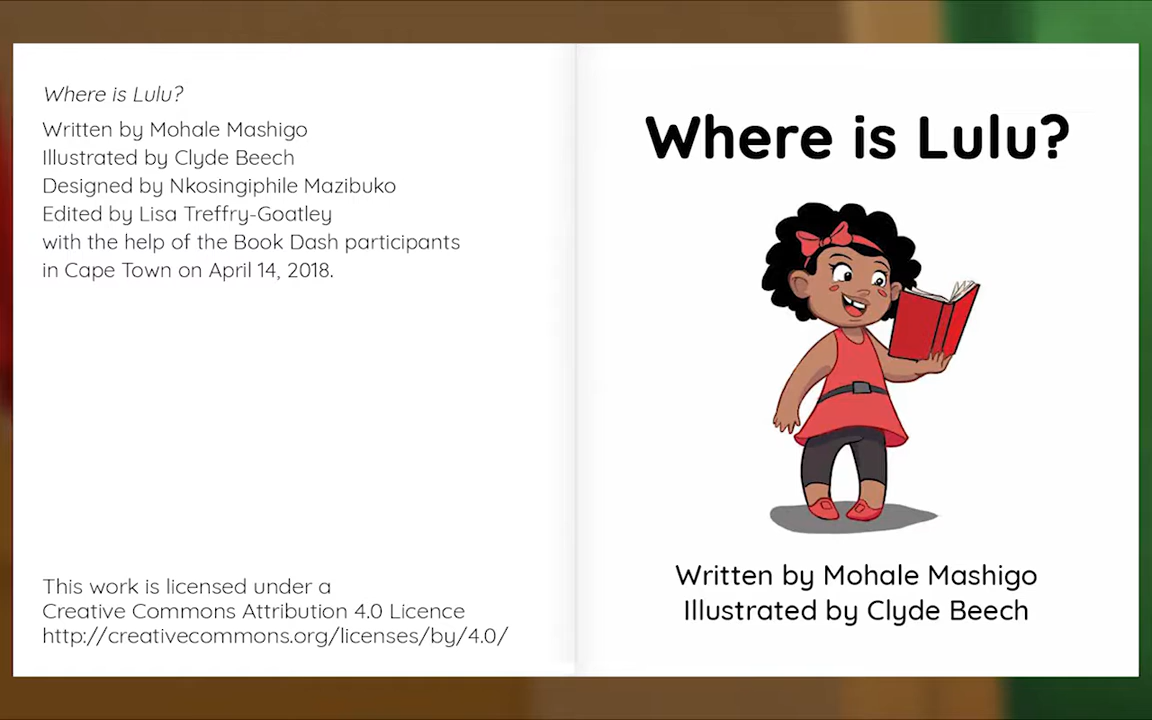 Where is Lulu?
Written by Mohale Mashigo
Illustrated by Clyde Beech
Designed by Nkosingiphile Mazibuko
Edited by Lisa Treffry-Goatley
with the help of the Book Dash participants
in Cape Town on April 14, 2018.
This work is licensed under a
Creative Commons Attribution 4.0 Licence
http://creativecommons.org/licenses/by/4.0/
Where is Lulu?
Written by Mohale Mashigo
Illustrated by Clyde Beech